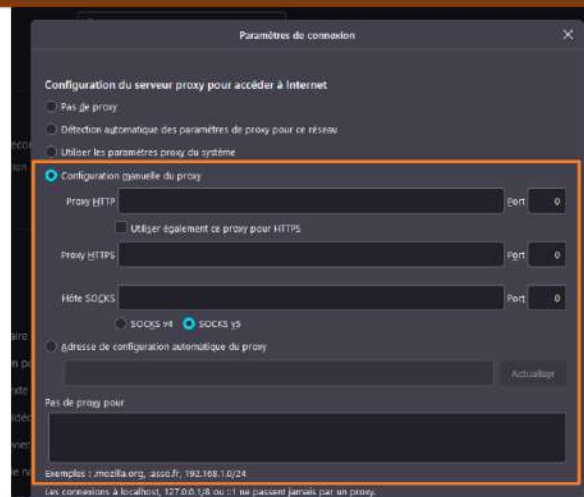 Paramètres de connexion
Configuration du serveur proxy pour accéder à Internet
Pas de proxy
Détection automatique des paramètres de proxy pour ce réseau
Utiliser les paramètres proxy du système
Configuration manuelle du proxy
Proxy HTTP Port 0
Utiliser également ce proxy pour HTTPS
Proxy HTTPS Port 0
Hôte SOCKS Port 0
SOCKS v4 SOCKS v5
Adresse de configuration automatique du proxy
Actualiser
Pas de proxy pour
Exemples : .mozilla.org, .asso.fr, 192.168.1.0/24
Les connexions à localhost, 127.0.0.1/8 ou ::1 ne passent jamais par un proxy.